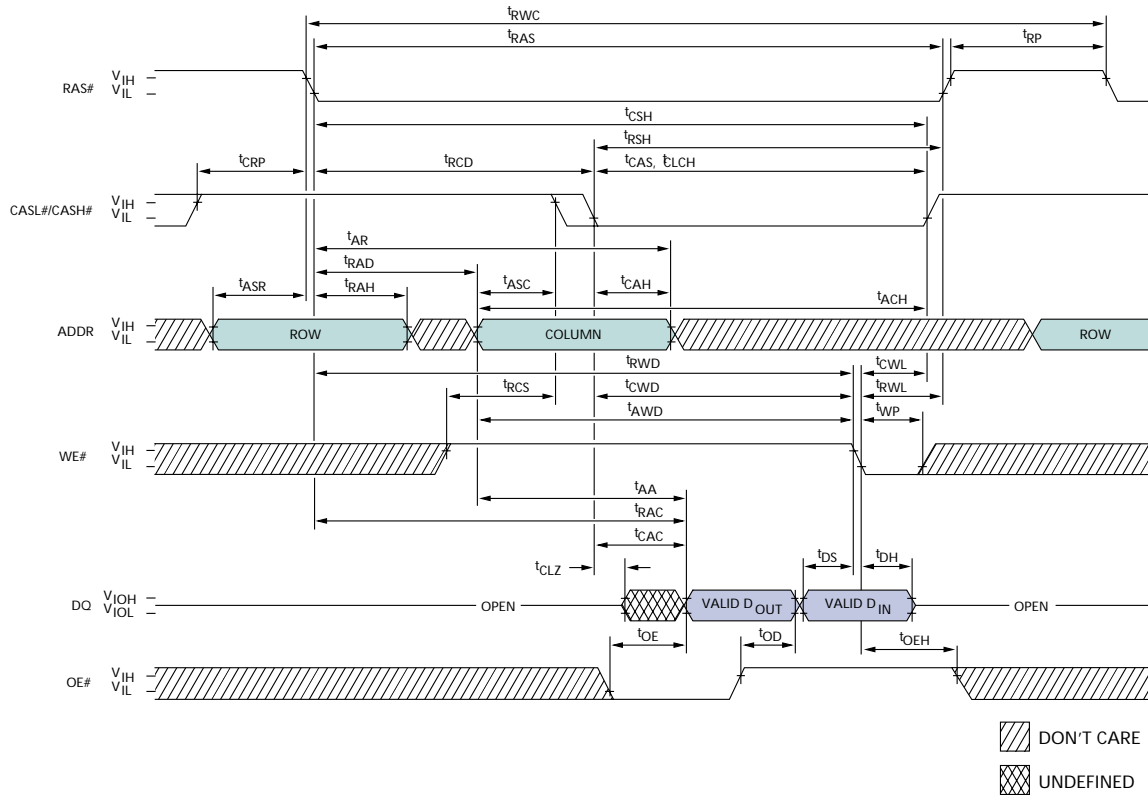 tRWC
tRAS tRP
RAS# VIH
VIL
tCSH
tRSH
tCRP tRCD tCAS, tCLCH
CASL#/CASH# VIH
VIL
tAR
tRAD
tASR tRAH tASC tCAH tACH
ADDR VIH
VIL
ROW COLUMN ROW
tRWD tCWL
tRCS tCWD tRWL
tAWD tWP
WE# VIH
VIL
tAA
tRAC
tCAC
tCLZ tDS tDH
DQ VIOH
VIOL
OPEN VALID DOUT VALID DIN OPEN
tOE tOD tOEH
OE# VIH
VIL
DON'T CARE
UNDEFINED